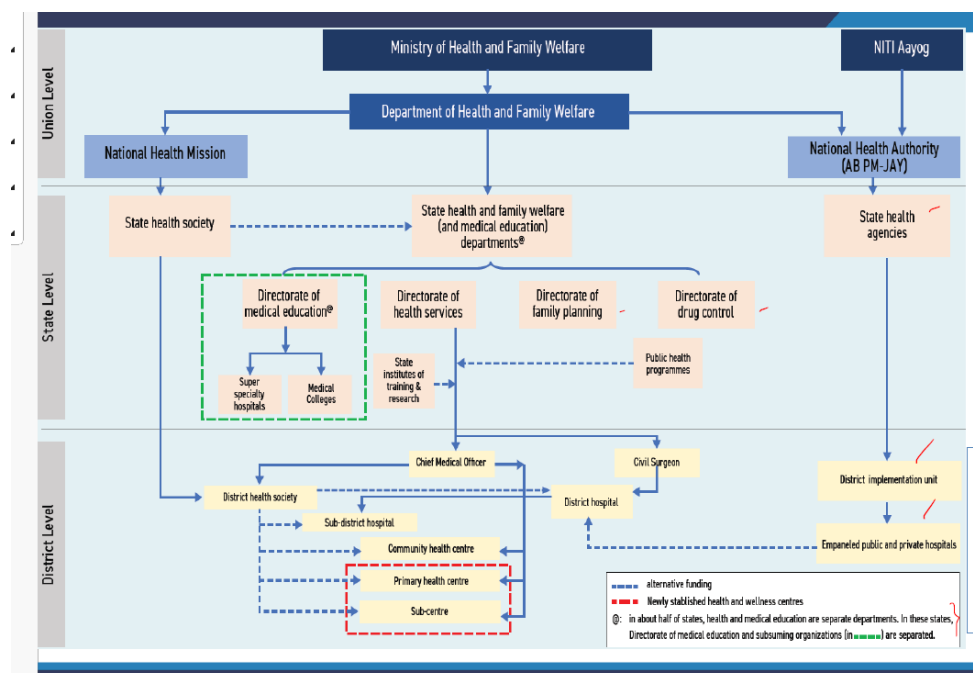 Union Level
Ministry of Health and Family Welfare
NITI Aayog
Department of Health and Family Welfare
National Health Mission
National Health Authority
(AB PM-JAY)
State Level
State health society
State health and family welfare
(and medical education)
departments@
State health
agencies
Directorate of
medical education@
Directorate of
health services
Directorate of
family planning
Directorate of
drug control
Super
specialty
hospitals
Medical
Colleges
State
institutes of
training &
research
Public health
programmes
District Level
Chief Medical Officer
Civil Surgeon
District health society
District hospital
District implementation unit
Sub-district hospital
Community health centre
Empaneled public and private hospitals
Primary health centre
Sub-centre
alternative funding
Newly stablished health and wellness centres
@: in about half of states, health and medical education are separate departments. In these states,
Directorate of medical education and subsuming organizations (in ) are separated.